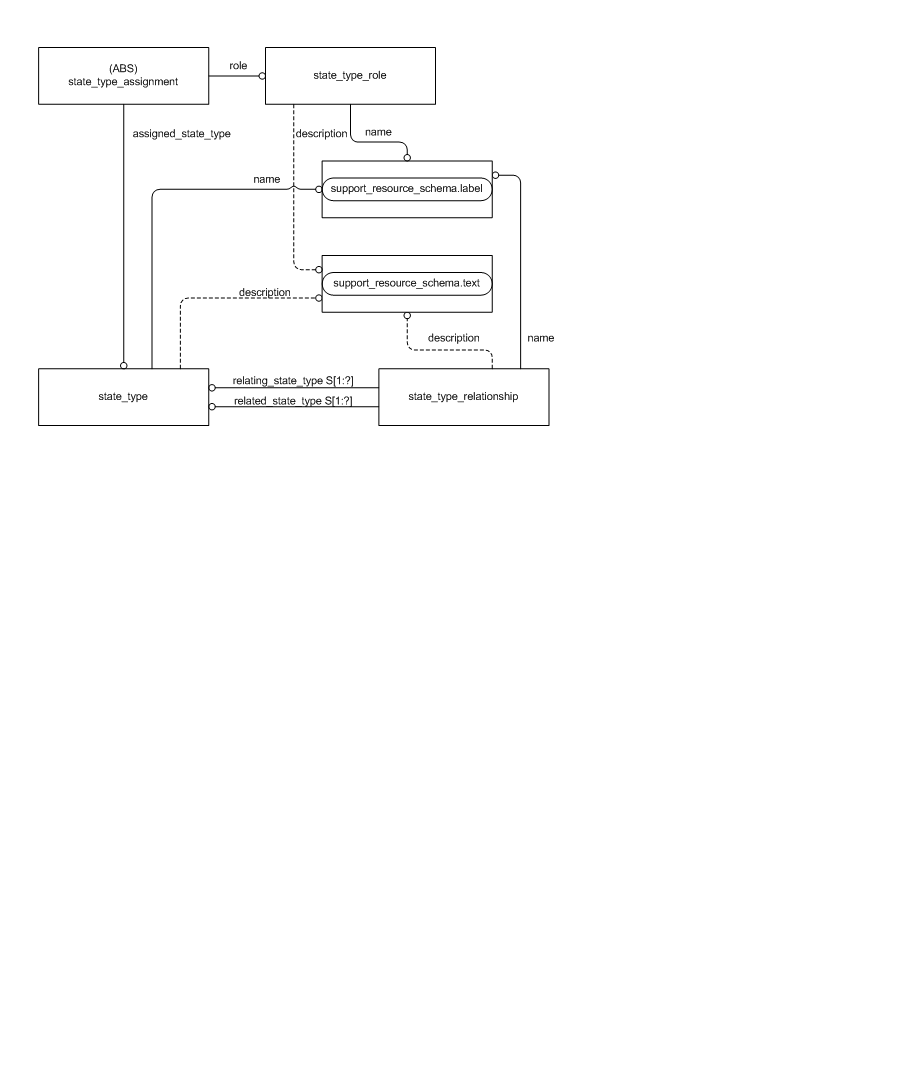 (ABS)
state_type_assignment
role
state_type_role
assigned_state_type
description
name
name
support_resource_schema.label
support_resource_schema.text
description
description
name
state_type
relating_state_type S[1:?]
related_state_type S[1:?]
state_type_relationship